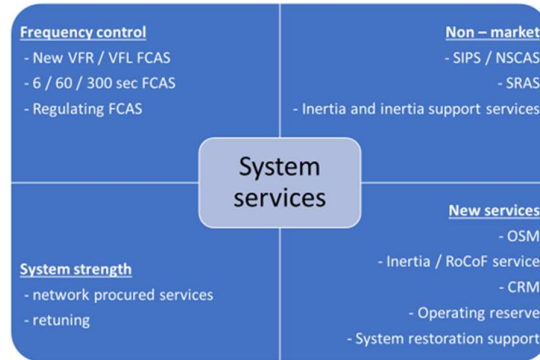 Frequency control
- New VFR / VFL FCAS
- 6 / 60 / 300 sec FCAS
- Regulating FCAS
Non – market
- SIPS / NSCAS
- SRAS
- Inertia and inertia support services
System
services
System strength
- network procured services
- retuning
New services
- OSM
- Inertia / RoCoF service
- CRM
- Operating reserve
- System restoration support